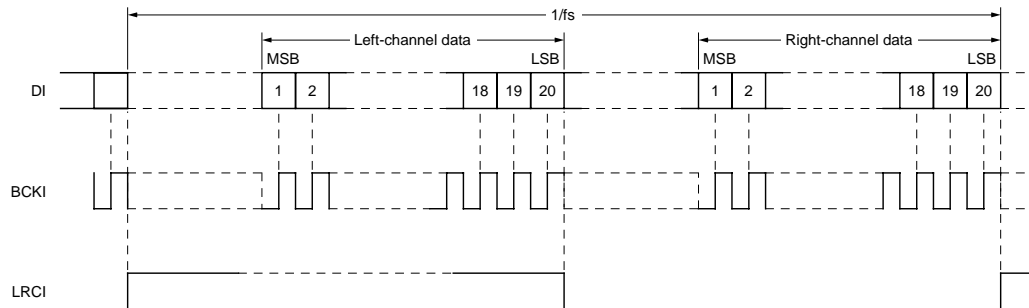 1/fs
Left-channel data Right-channel data
MSB LSB MSB LSB
DI 1 2 18 19 20 1 2 18 19 20
BCKI
LRCI